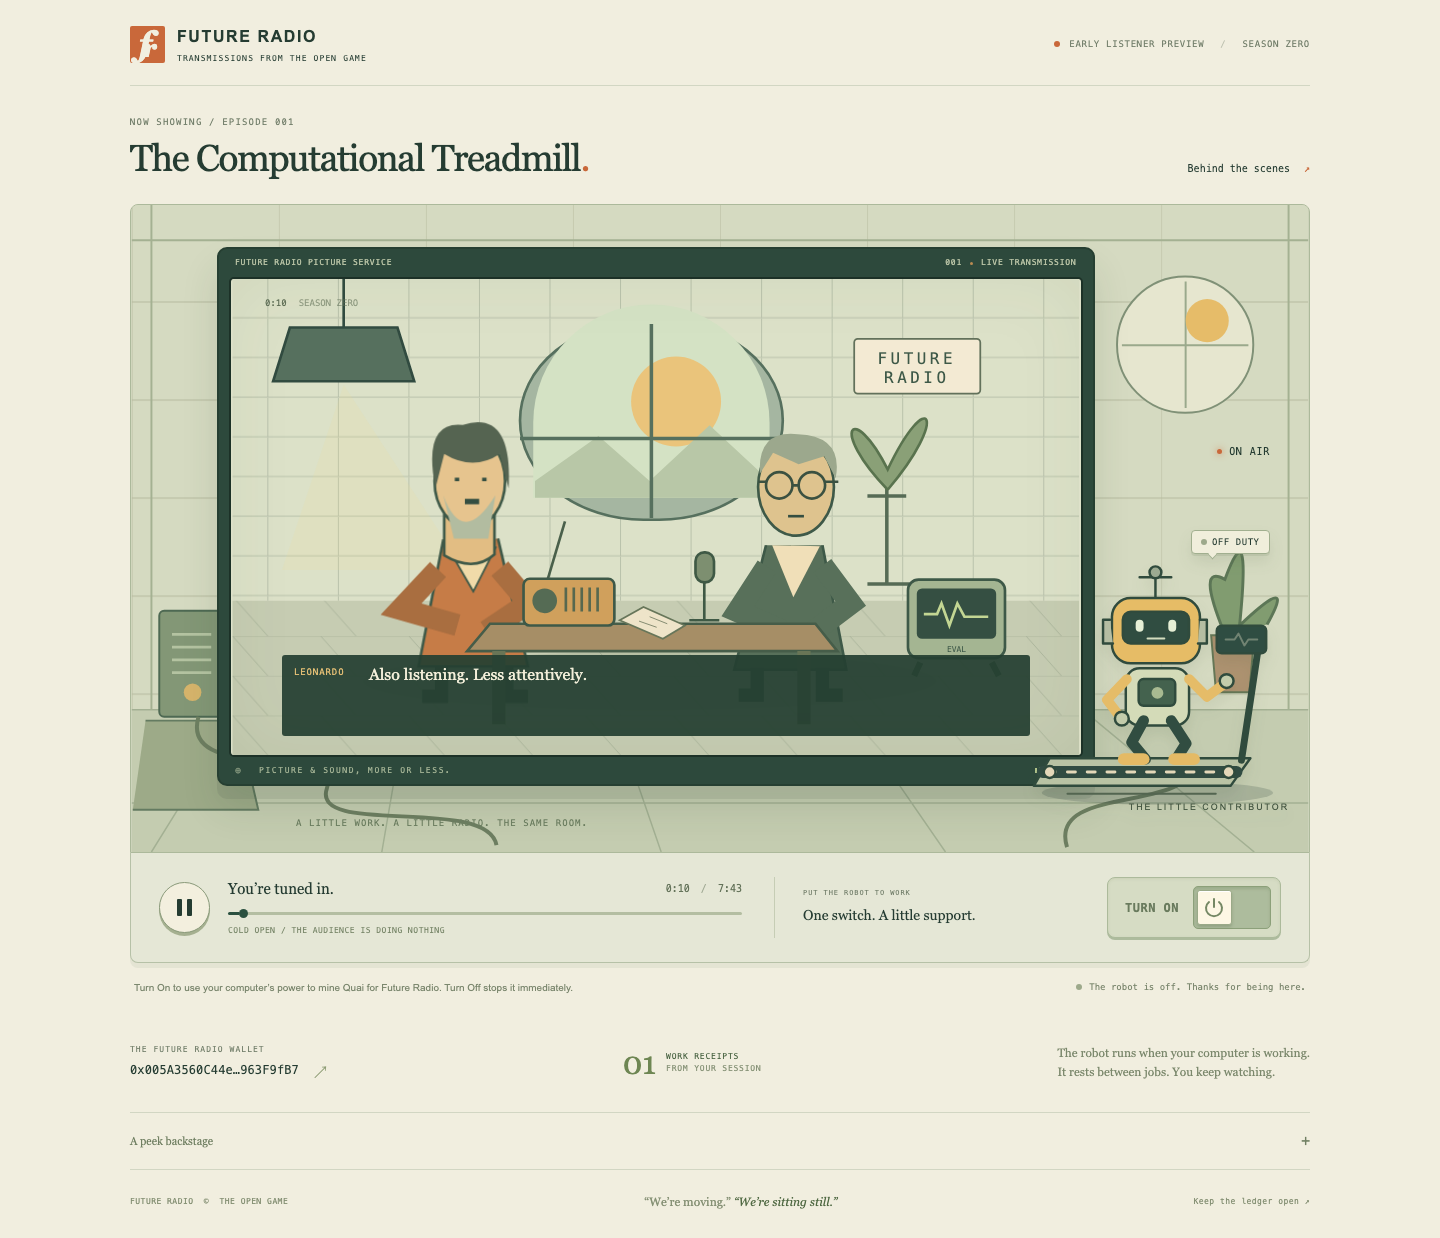 FUTURE RADIO
TRANSMISSIONS FROM THE OPEN GAME
EARLY LISTENER PREVIEW / SEASON ZERO
NOW SHOWING / EPISODE 001
The Computational Treadmill.
Behind the scenes ↗
FUTURE RADIO PICTURE SERVICE
001 • LIVE TRANSMISSION
0:10 SEASON ZERO
FUTURE
RADIO
ON AIR
OFF DUTY
EVAL
LEONARDO Also listening. Less attentively.
PICTURE & SOUND, MORE OR LESS.
THE LITTLE CONTRIBUTOR
A LITTLE WORK. A LITTLE RADIO. THE SAME ROOM.
You’re tuned in.
0:10 / 7:43
COLD OPEN / THE AUDIENCE IS DOING NOTHING
PUT THE ROBOT TO WORK
One switch. A little support.
TURN ON
Turn On to use your computer's power to mine Quai for Future Radio. Turn Off stops it immediately.
The robot is off. Thanks for being here.
THE FUTURE RADIO WALLET
0x005A3560C44e…963F9fB7
01
WORK RECEIPTS
FROM YOUR SESSION
The robot runs when your computer is working.
It rests between jobs. You keep watching.
A peek backstage +
FUTURE RADIO © THE OPEN GAME
“We're moving.” “We're sitting still.”
Keep the ledger open ↗